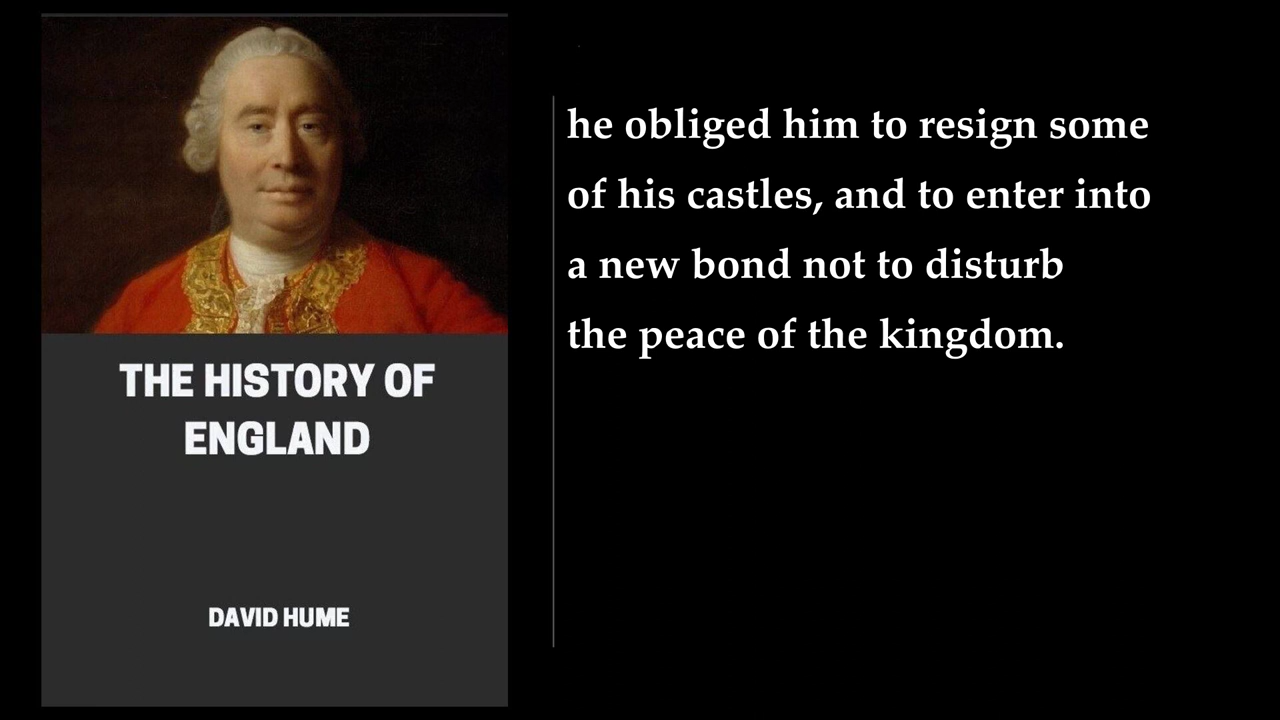 THE HISTORY OF
ENGLAND
DAVID HUME
he obliged him to resign some
of his castles, and to enter into
a new bond not to disturb
the peace of the kingdom.